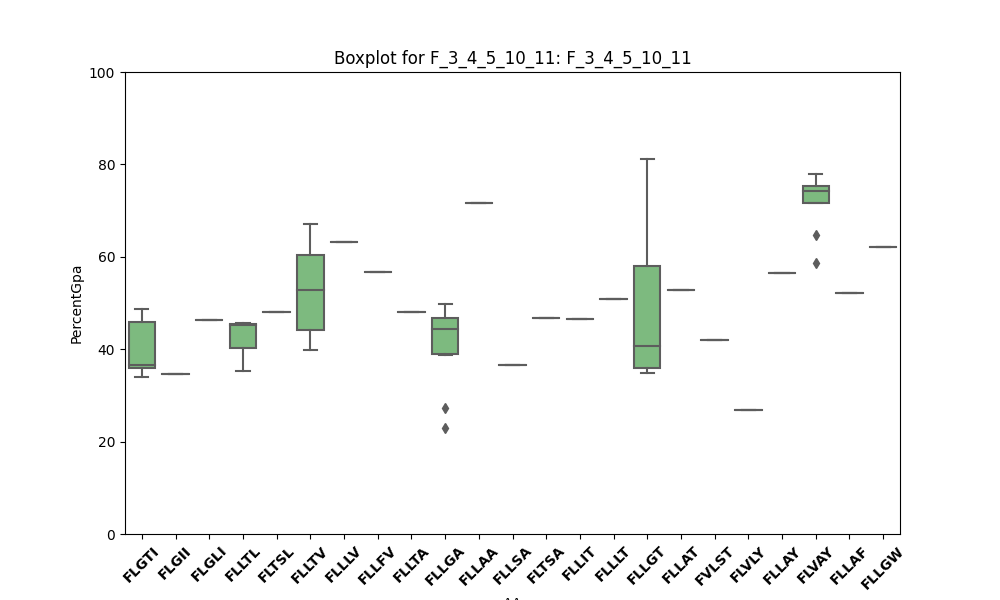 Boxplot for F_3_4_5_10_11: F_3_4_5_10_11
100
80
60
40
20
0
PercentGpa
FLGTI
FLGII
FLGLI
FLLTL
FLTSL
FLLTV
FLLLV
FLLFV
FLLTA
FLLGA
FLLAA
FLLSA
FLTSA
FLLIT
FLLLT
FLLGT
FLLAT
FVLST
FLVLY
FLLAY
FLVAY
FLLAF
FLLGW